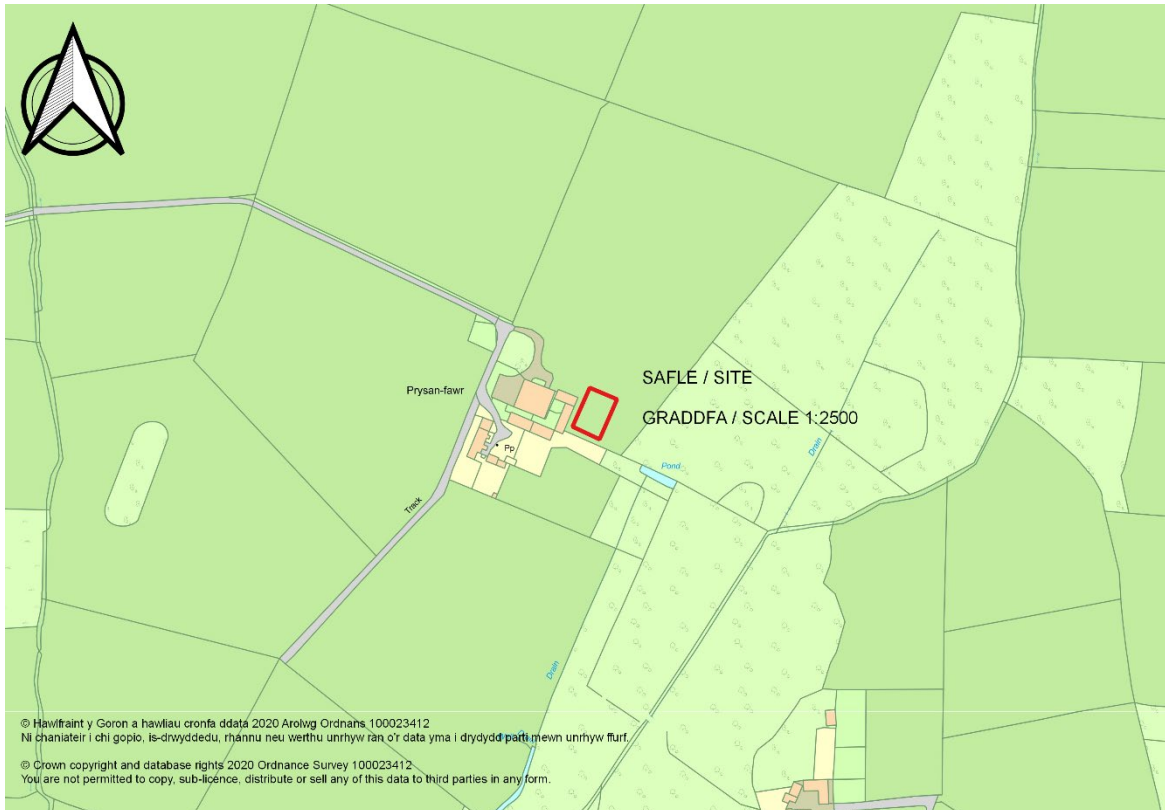 SAFLE / SITE
Prysan-fawr
GRADDFA / SCALE 1:2500
Pp
Pond
Drain
Track
Drain
© Hawlfraint y Goron a hawliau cronfa ddata 2020 Arolwg Ordnans 100023412
Ni chaniateir i chi gopio, is-drwyddedu, rhannu neu werthu unrhyw ran o'r data yma i drydydd parti mewn unrhyw ffurf.
© Crown copyright and database rights 2020 Ordnance Survey 100023412
You are not permitted to copy, sub-licence, distribute or sell any of this data to third parties in any form.